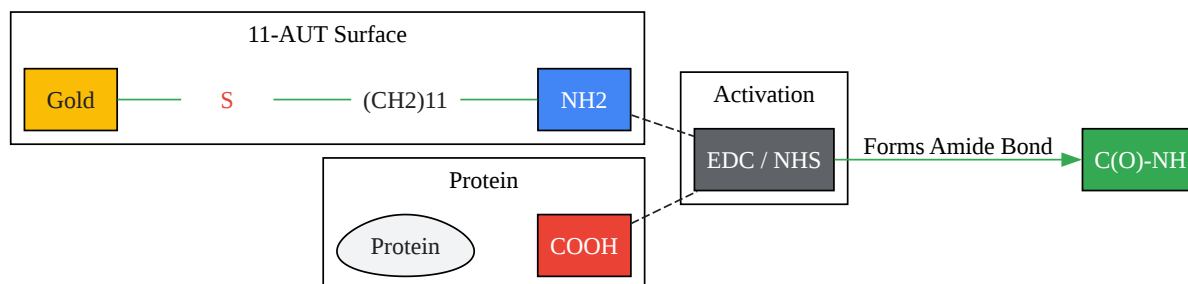 11-AUT Surface
Gold
S
(CH2)11
NH2
Activation
EDC / NHS
Forms Amide Bond
C(O)-NH
Protein
Protein
COOH